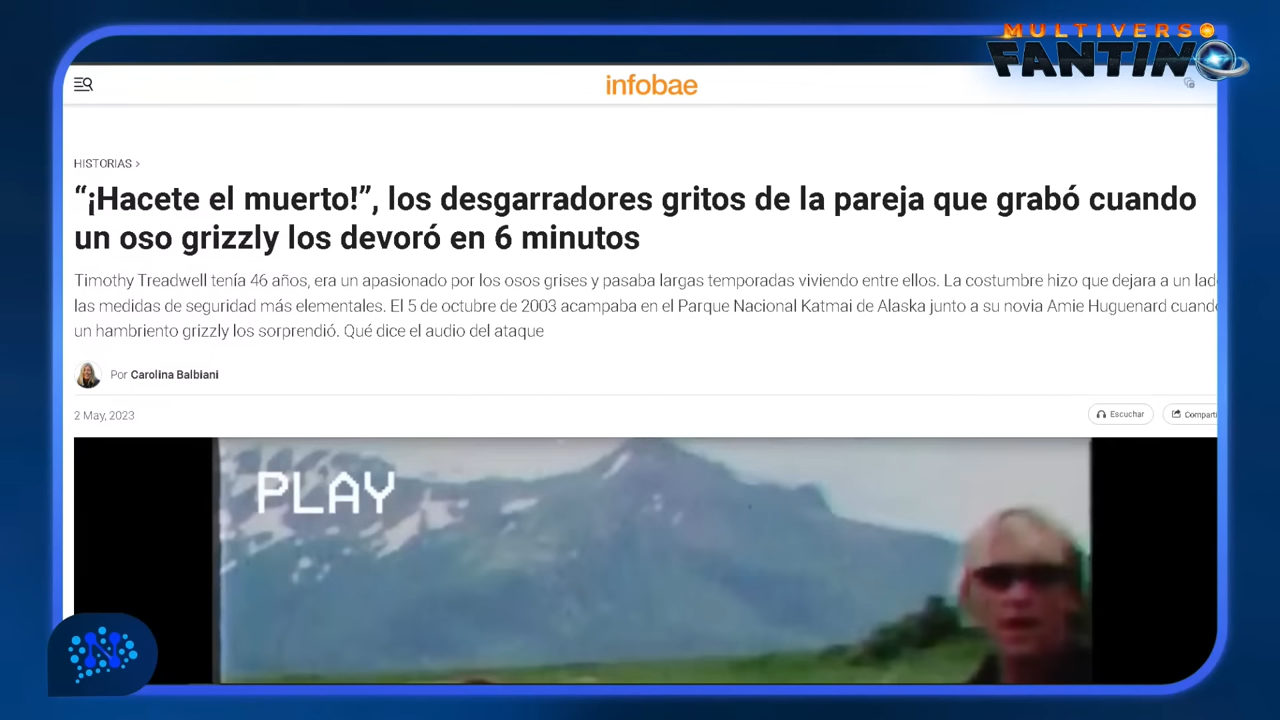 MULTIVERSO
FANTINO
infobae
HISTORIAS >
“¡Hacete el muerto!”, los desgarradores gritos de la pareja que grabó cuando
un oso grizzly los devoró en 6 minutos
Timothy Treadwell tenía 46 años, era un apasionado por los osos grises y pasaba largas temporadas viviendo entre ellos. La costumbre hizo que dejara a un lad
las medidas de seguridad más elementales. El 5 de octubre de 2003 acampaba en el Parque Nacional Katmai de Alaska junto a su novia Amie Huguenard cuand
un hambriento grizzly los sorprendió. Qué dice el audio del ataque
Por Carolina Balbiani
2 May, 2023
Escuchar
Comparti
PLAY
N